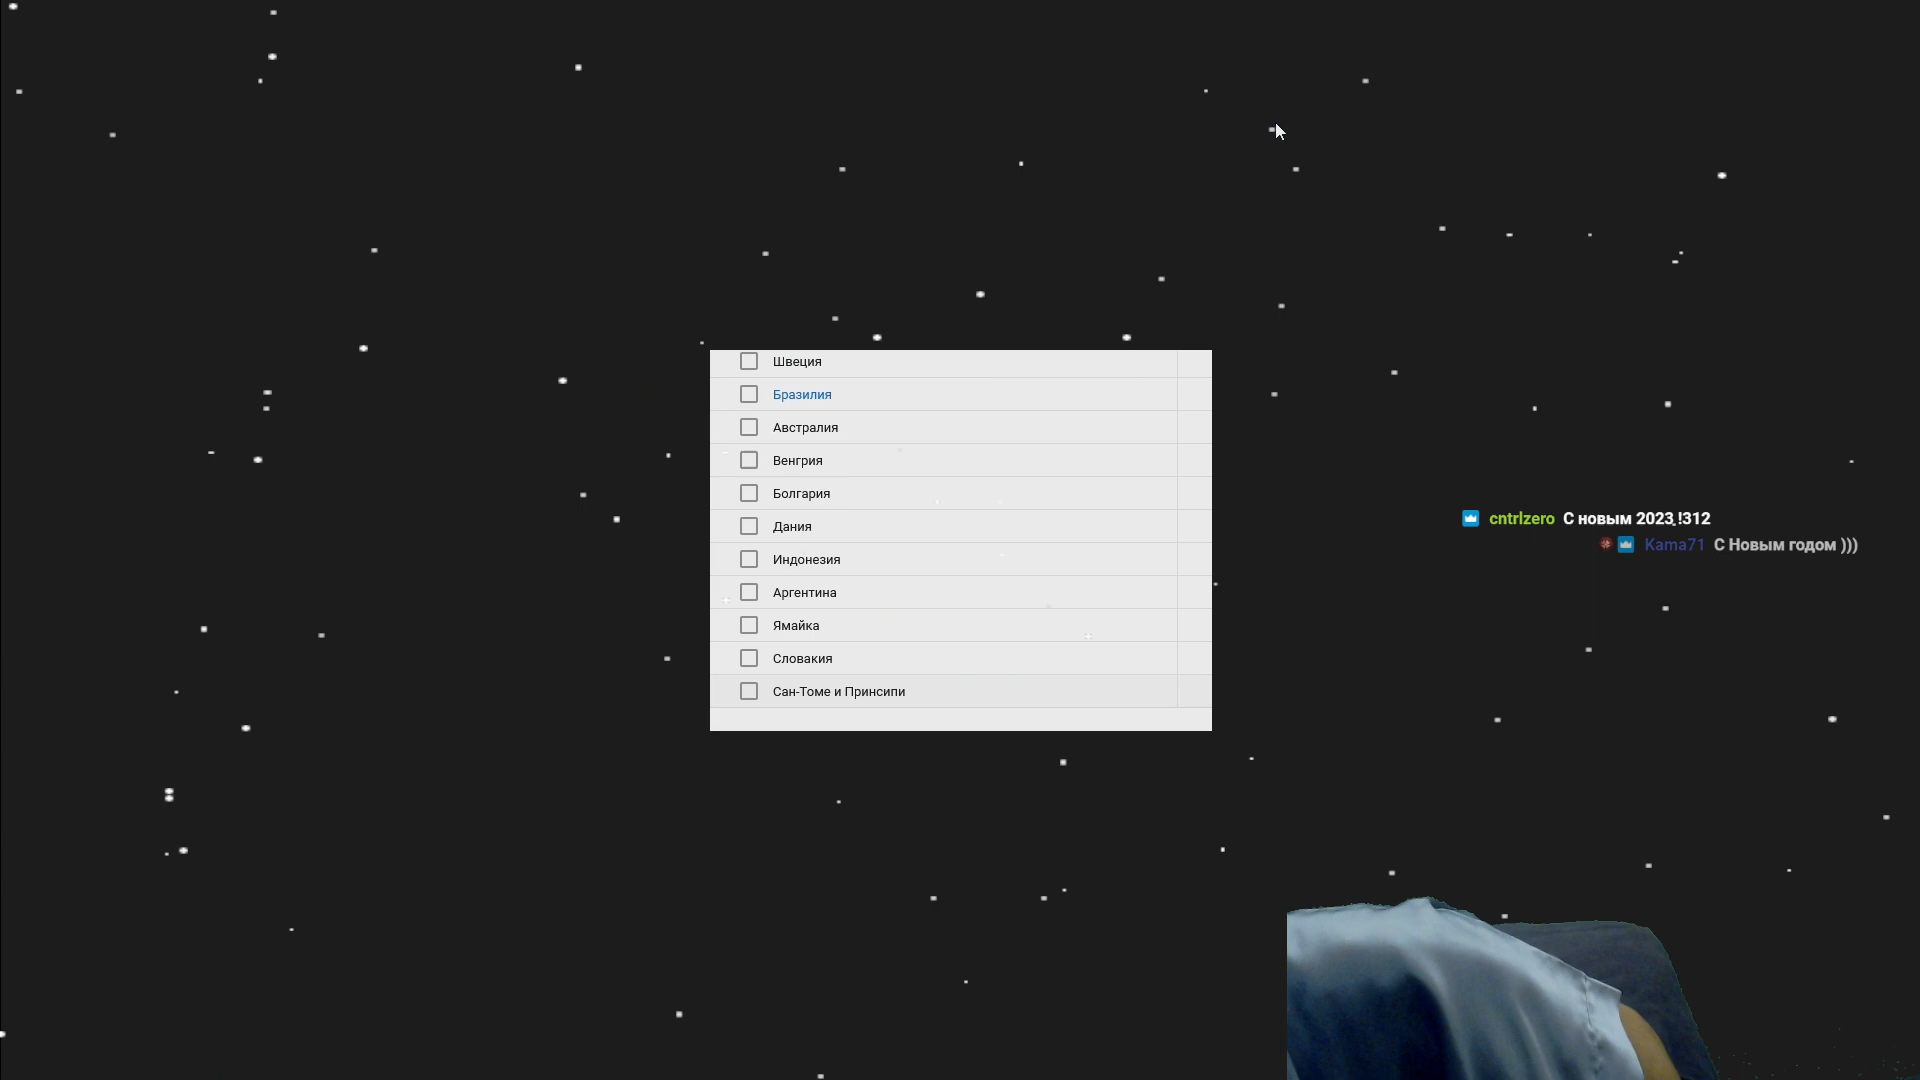 Швеция
Бразилия
Австралия
Венгрия
Болгария
Дания
Индонезия
Аргентина
Ямайка
Словакия
Сан-Томе и Принсипи
cntrlzero С новым 2023 !312
Kama71 С Новым годом )))